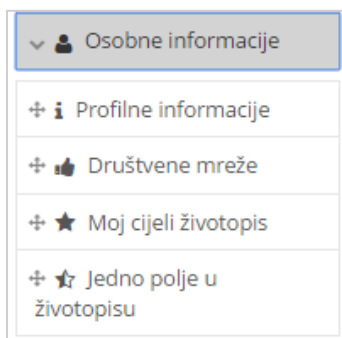 Osobne informacije
Profilne informacije
Društvene mreže
Moj cijeli životopis
Jedno polje u
životopisu